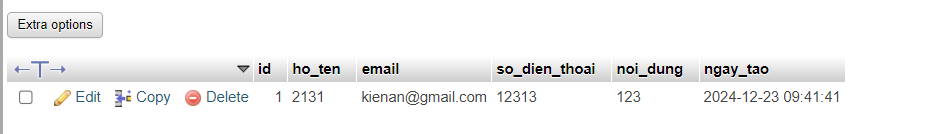 Extra options
id ho_ten email so_dien_thoai noi_dung ngay_tao
Edit Copy Delete 1 2131 kienan@gmail.com 12313 123 2024-12-23 09:41:41